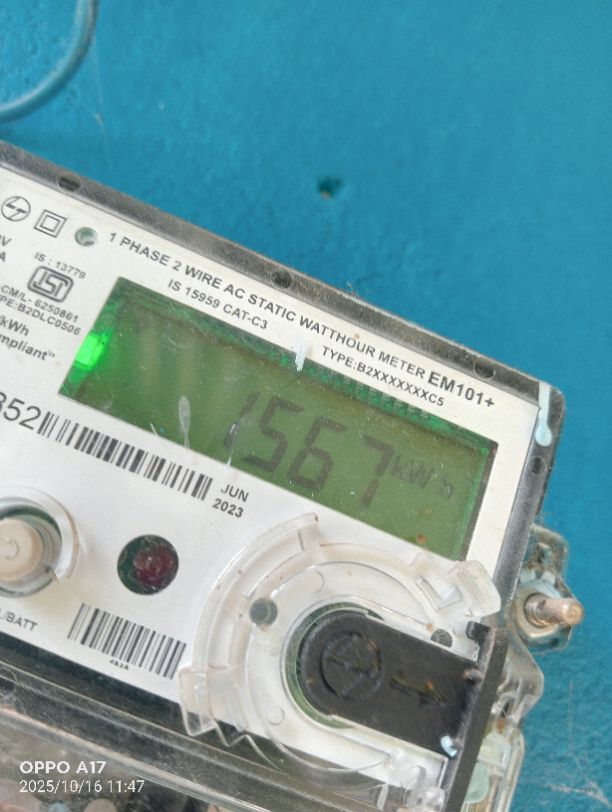 1 PHASE 2 WIRE AC STATIC WATTHOUR METER EM101+
IS 15959 CAT-C3
TYPE:B2XXXXXXXC5
IS : 13779
CM/L- 6250861
PE:B2DLC0506
/kWh
mpliant"
1567 kWh
352
JUN
2023
/BATT
OPPO A17
2025/10/16 11:47